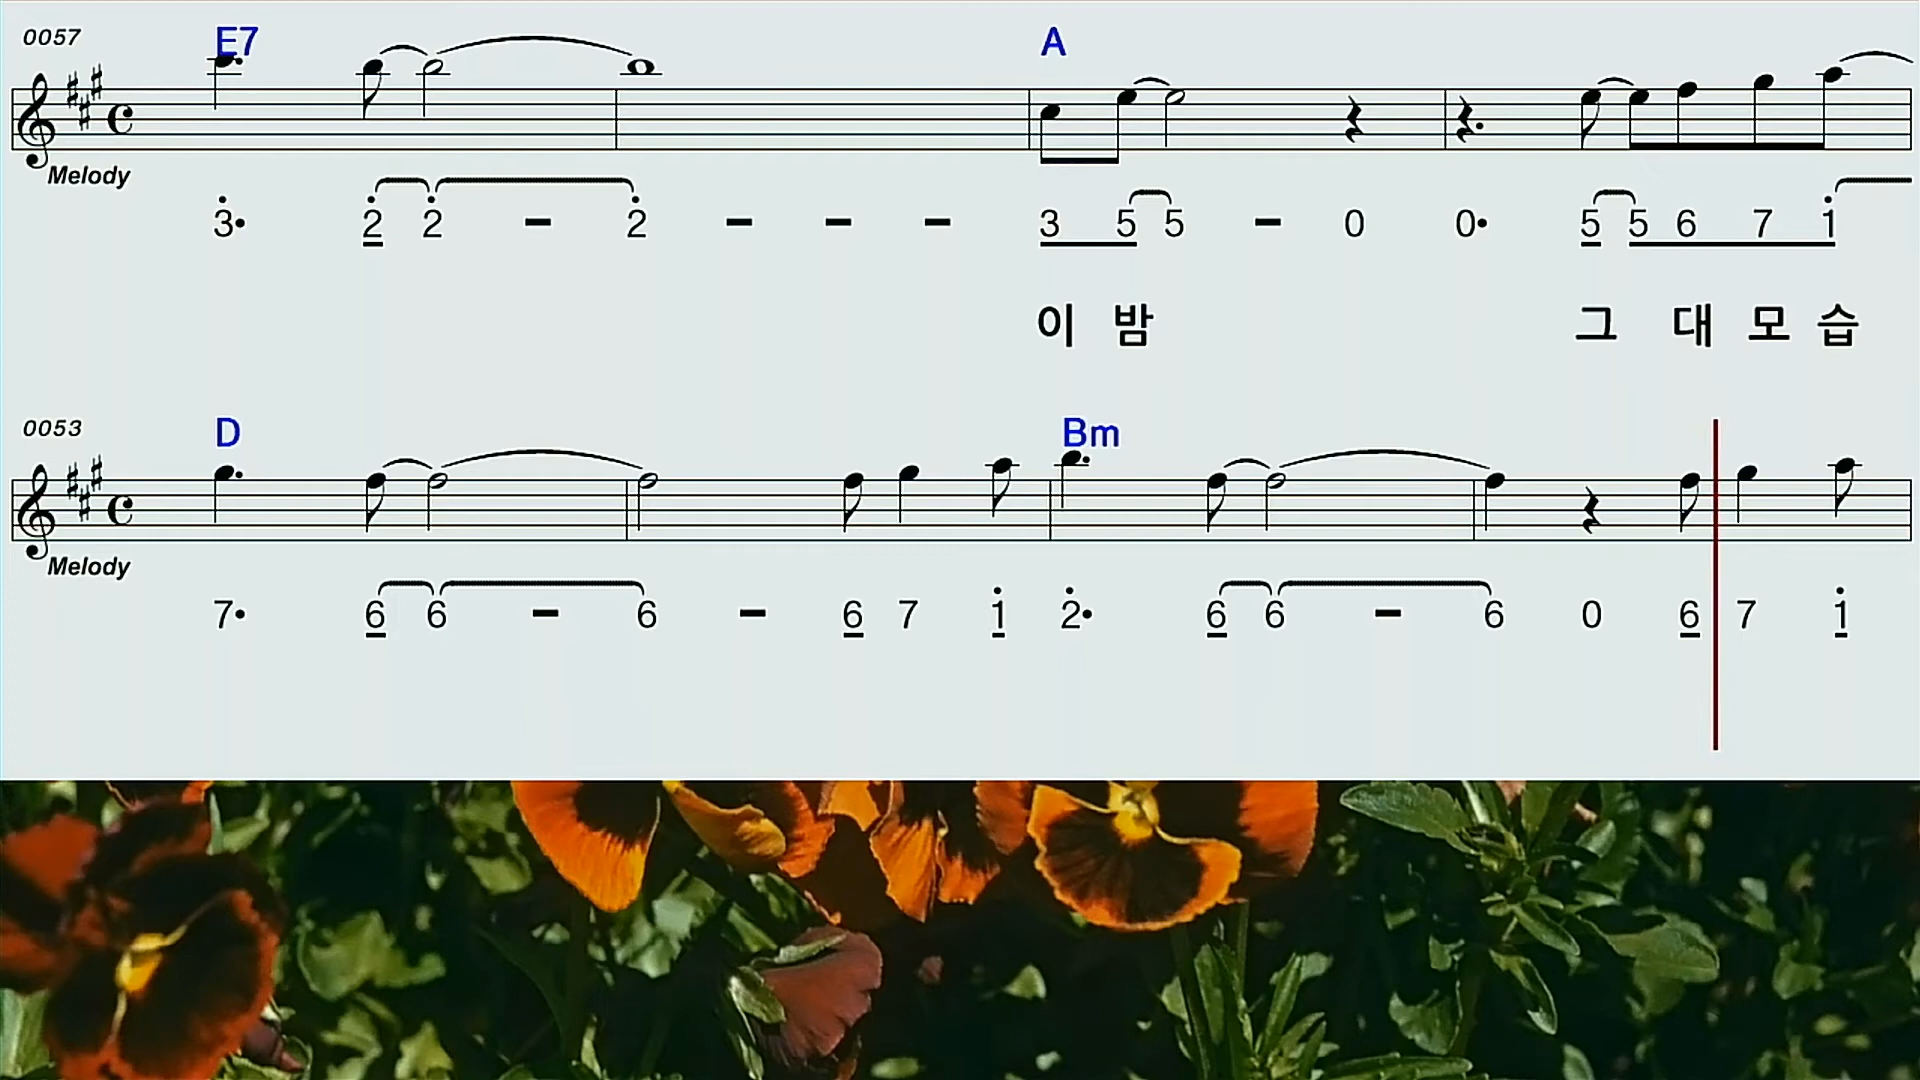 0057 E7 A
Melody
3• 2 2 - 2 - - - 3 5 5 - 0 0• 5 5 6 7 1
이 밤 그 대 모 습
0053 D Bm
Melody
7• 6 6 - 6 - 6 7 1 2• 6 6 - 6 0 6 7 1